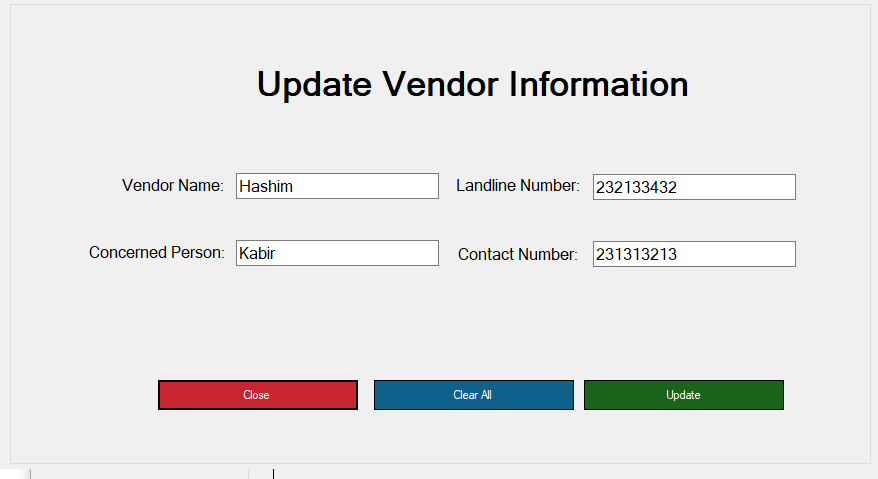 Update Vendor Information
Vendor Name: Hashim Landline Number: 232133432
Concerned Person: Kabir Contact Number: 231313213
Close Clear All Update